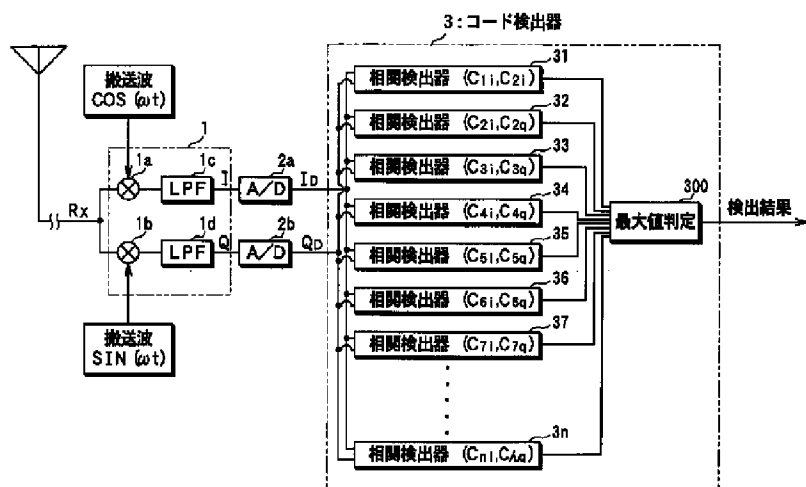 3:コード検出器
搬送波
COS(ωt)
1
1a
1c
LPF
I
2a
A/D
ID
Rx
1b
1d
LPF
Q
2b
A/D
QD
搬送波
SIN(ωt)
31
相関検出器 (C1i,C2i)
32
相関検出器 (C2i,C2q)
33
相関検出器 (C3i,C3q)
34
相関検出器 (C4i,C4q)
35
相関検出器 (C5i,C5q)
36
相関検出器 (C6i,C6q)
37
相関検出器 (C7i,C7q)
3n
相関検出器 (Cni,Cnq)
300
最大値判定
検出結果